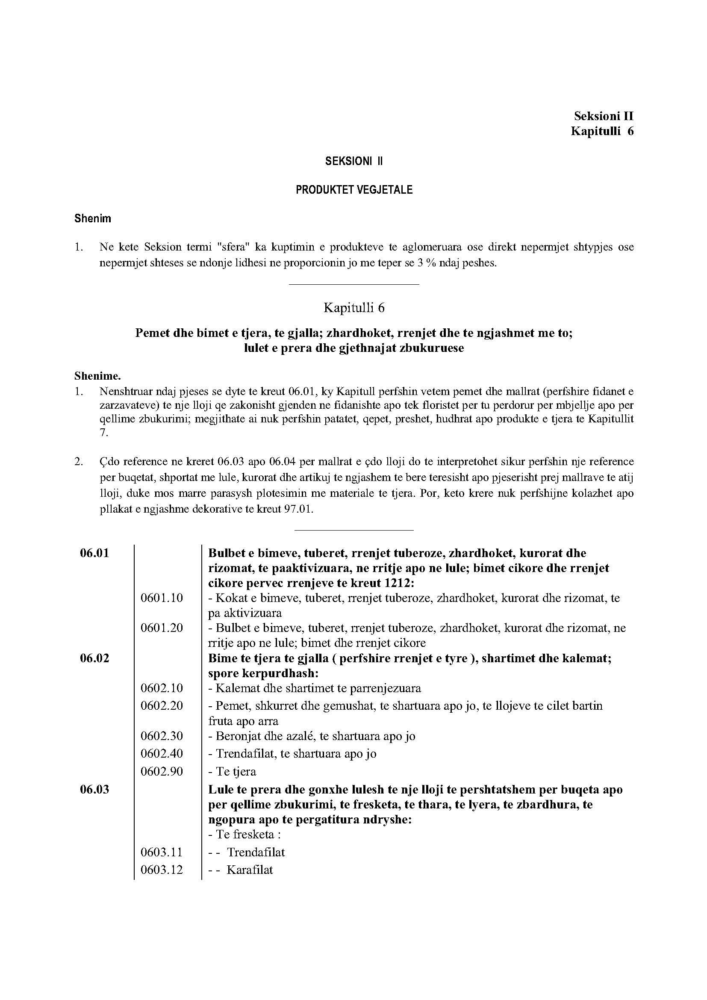 Seksioni II
Kapitulli 6
SEKSIONI II
PRODUKTET VEGJETALE
Shenim
1. Ne kete Seksion termi "sfera" ka kuptimin e produkteve te aglomeruara ose direkt nepermjet shtypjes ose
nepermjet shteses se ndonje lidhesi ne proporcionin jo me teper se 3 % ndaj peshes.
Kapitulli 6
Pemet dhe bimet e tjera, te gjalla; zhardhoket, rrenjet dhe te ngjashmet me to;
lulet e prera dhe gjethnajat zbukuruese
Shenime.
1. Nenshtruar ndaj pjeses se dyte te kreut 06.01, ky Kapitull perfshin vetem pemet dhe mallrat (perfshire fidanet e
zarzavateve) te nje lloji qe zakonisht gjenden ne fidanishte apo tek floristet per tu perdorur per mbjellje apo per
qellime zbukurimi; megjithate ai nuk perfshin patatet, qepet, preshet, hudhrat apo produkte e tjera te Kapitullit
7.
2. Çdo reference ne kreret 06.03 apo 06.04 per mallrat e çdo lloji do te interpretohet sikur perfshin nje reference
per buqetat, shportat me lule, kurorat dhe artikuj te ngjashem te bere teresisht apo pjeserisht prej mallrave te atij
lloji, duke mos marre parasysh plotesimin me materiale te tjera. Por, keto krere nuk perfshijne kolazhet apo
pllakat e ngjashme dekorative te kreut 97.01.
06.01 Bulbet e bimeve, tuberet, rrenjet tuberoze, zhardhoket, kurorat dhe
rizomat, te paaktivizuara, ne rritje apo ne lule; bimet cikore dhe rrenjet
cikore pervec rrenjeve te kreut 1212:
0601.10 - Kokat e bimeve, tuberet, rrenjet tuberoze, zhardhoket, kurorat dhe rizomat, te
pa aktivizuara
0601.20 - Bulbet e bimeve, tuberet, rrenjet tuberoze, zhardhoket, kurorat dhe rizomat, ne
rritje apo ne lule; bimet dhe rrenjet cikore
06.02 Bime te tjera te gjalla ( perfshire rrenjet e tyre ), shartimet dhe kalemat;
spore kerpurdhash:
0602.10 - Kalemat dhe shartimet te parrenjezuara
0602.20 - Pemet, shkurret dhe gemushat, te shartuara apo jo, te llojeve te cilet bartin
fruta apo arra
0602.30 - Beronjat dhe azalé, te shartuara apo jo
0602.40 - Trendafilat, te shartuara apo jo
0602.90 - Te tjera
06.03 Lule te prera dhe gonxhe lulesh te nje lloji te pershtatshem per buqeta apo
per qellime zbukurimi, te fresketa, te thara, te lyera, te zbardhura, te
ngopura apo te pergatitura ndryshe:
- Te fresketa :
0603.11 - - Trendafilat
0603.12 - - Karafilat